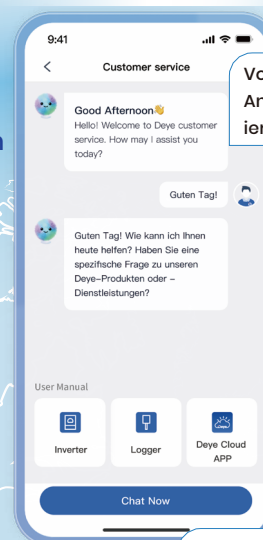 9:41
Customer service
Good Afternoon👋
Hello! Welcome to Deye customer
service. How may I assist you
today?
Guten Tag!
Guten Tag! Wie kann ich Ihnen
heute helfen? Haben Sie eine
spezifische Frage zu unseren
Deye-Produkten oder –
Dienstleistungen?
User Manual
Inverter
Logger
Deye Cloud
APP
Chat Now